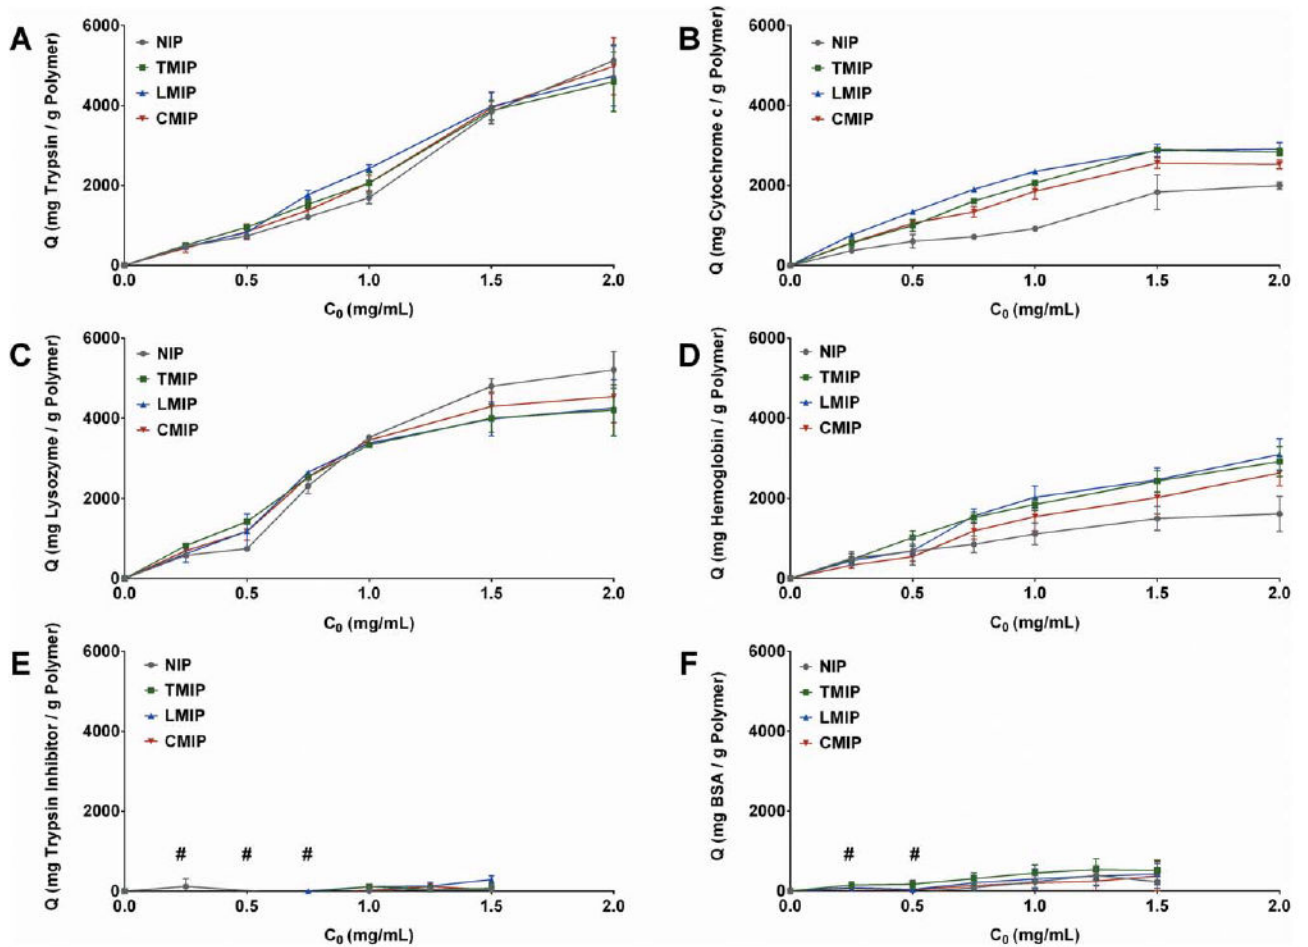 A
Q (mg Trypsin / g Polymer)
6000
4000
2000
0
NIP
TMIP
LMIP
CMIP
0.0 0.5 1.0 1.5 2.0
C0 (mg/mL)
B
Q (mg Cytochrome c / g Polymer)
6000
4000
2000
0
NIP
TMIP
LMIP
CMIP
0.0 0.5 1.0 1.5 2.0
C0 (mg/mL)
C
Q (mg Lysozyme / g Polymer)
6000
4000
2000
0
NIP
TMIP
LMIP
CMIP
0.0 0.5 1.0 1.5 2.0
C0 (mg/mL)
D
Q (mg Hemoglobin / g Polymer)
6000
4000
2000
0
NIP
TMIP
LMIP
CMIP
0.0 0.5 1.0 1.5 2.0
C0 (mg/mL)
E
Q (mg Trypsin Inhibitor / g Polymer)
6000
4000
2000
0
NIP
TMIP
LMIP
CMIP
# # #
0.0 0.5 1.0 1.5 2.0
C0 (mg/mL)
F
Q (mg BSA / g Polymer)
6000
4000
2000
0
NIP
TMIP
LMIP
CMIP
# #
0.0 0.5 1.0 1.5 2.0
C0 (mg/mL)